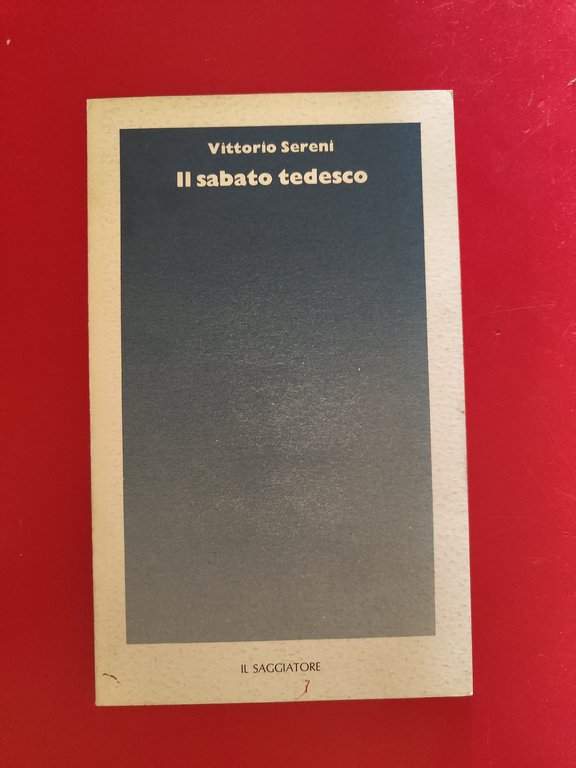 Vittorio Sereni
Il sabato tedesco
IL SAGGIATORE